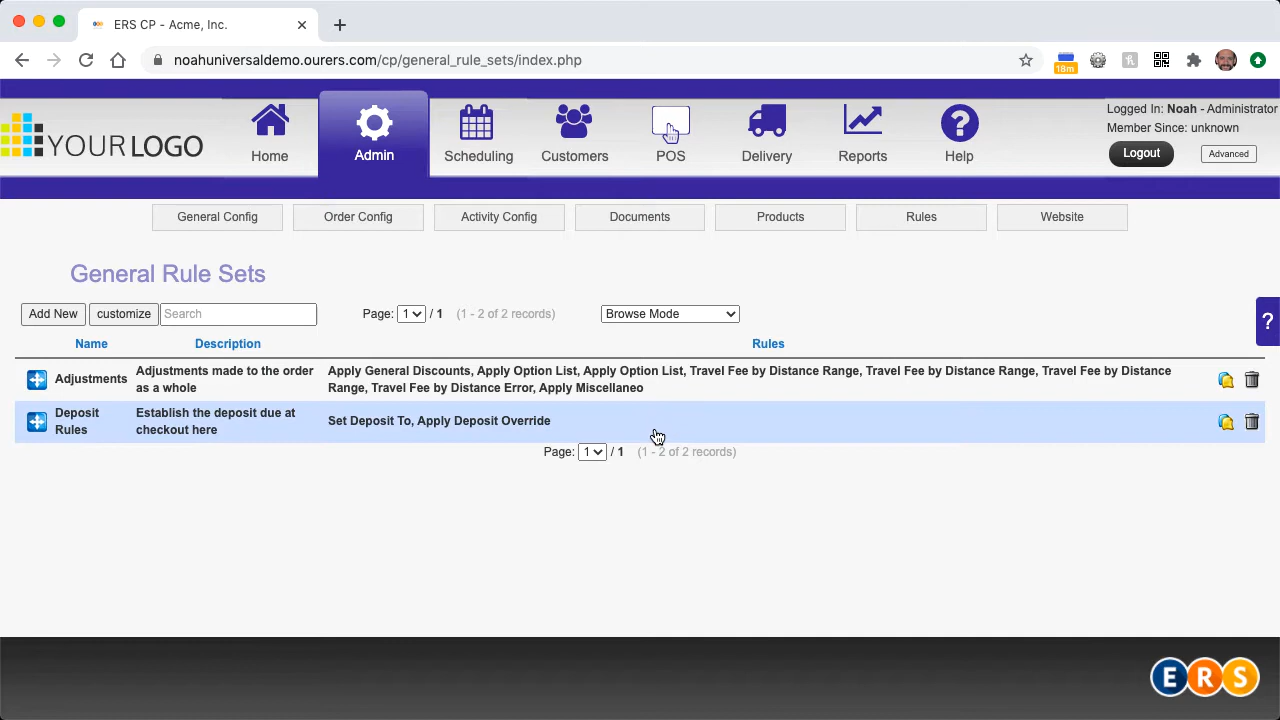 ERS CP - Acme, Inc.
noahuniversaldemo.ourers.com/cp/general_rule_sets/index.php
18m
YOURLOGO
Home
Admin
Scheduling
Customers
POS
Delivery
Reports
Help
Logged In: Noah - Administrator
Member Since: unknown
Logout
Advanced
General Config
Order Config
Activity Config
Documents
Products
Rules
Website
General Rule Sets
Add New
customize
Search
Page: 1 / 1 (1 - 2 of 2 records)
Browse Mode
?
Name
Description
Rules
Adjustments
Adjustments made to the order
as a whole
Apply General Discounts, Apply Option List, Apply Option List, Travel Fee by Distance Range, Travel Fee by Distance Range, Travel Fee by Distance
Range, Travel Fee by Distance Error, Apply Miscellaneo
Deposit
Rules
Establish the deposit due at
checkout here
Set Deposit To, Apply Deposit Override
Page: 1 / 1 (1 - 2 of 2 records)
ERS